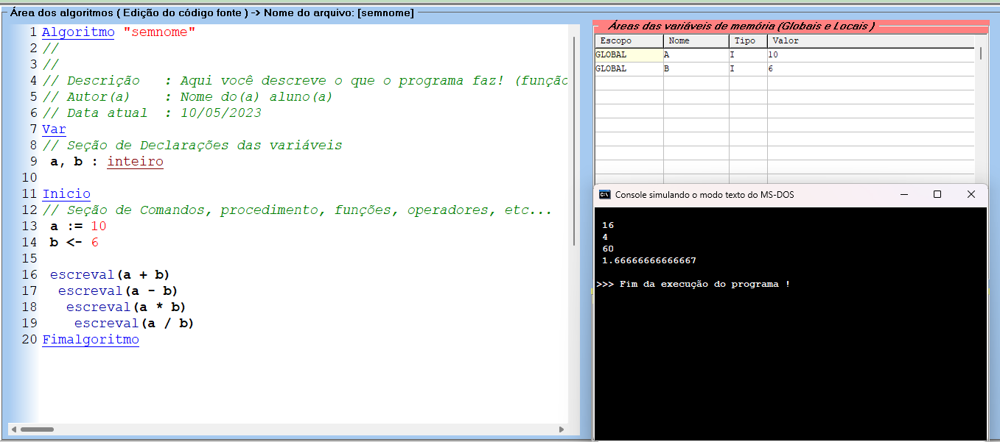 Área dos algoritmos ( Edição do código fonte ) -> Nome do arquivo: [semnome]
1 Algoritmo "semnome"
2 //
3 //
4 // Descrição   : Aqui você descreve o que o programa faz! (função
5 // Autor(a)    : Nome do(a) aluno(a)
6 // Data atual  : 10/05/2023
7 Var
8 // Seção de Declarações das variáveis
9  a, b : inteiro
10
11 Inicio
12 // Seção de Comandos, procedimento, funções, operadores, etc...
13  a := 10
14  b <- 6
15
16  escreval(a + b)
17   escreval(a - b)
18    escreval(a * b)
19     escreval(a / b)
20 Fimalgoritmo
Áreas das variáveis de memória (Globais e Locais )
Escopo Nome Tipo Valor
GLOBAL A I 10
GLOBAL B I 6
C:\ Console simulando o modo texto do MS-DOS
16
4
60
1.66666666666667
>>> Fim da execução do programa !